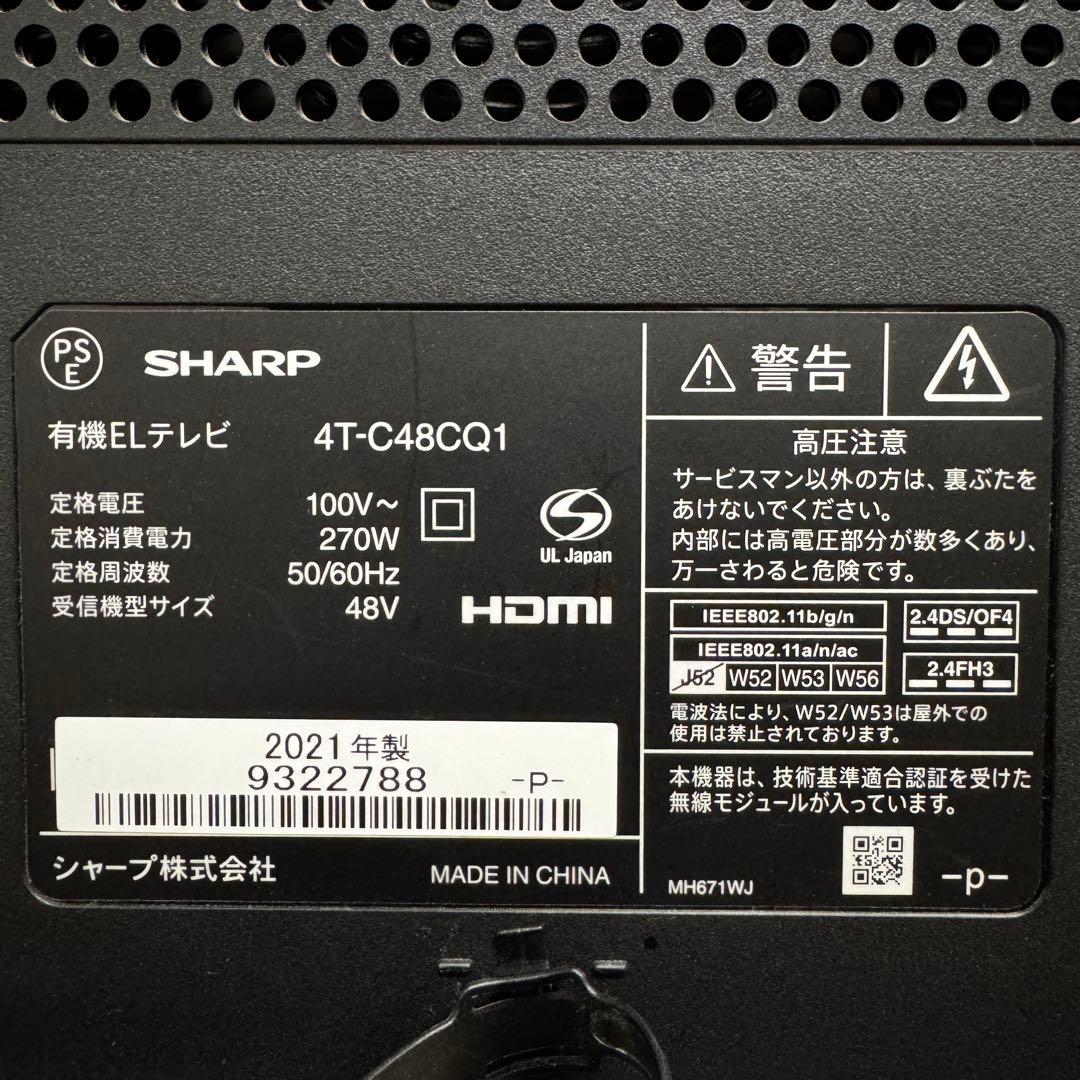 PS
E
SHARP
有機ELテレビ 4T-C48CQ1
定格電圧 100V～
定格消費電力 270W
定格周波数 50/60Hz
受信機型サイズ 48V
UL Japan
HDMI
2021年製
9322788 -P-
シャープ株式会社 MADE IN CHINA
警告
高圧注意
サービスマン以外の方は、裏ぶたを
あけないでください。
内部には高電圧部分が数多くあり、
万一さわると危険です。
IEEE802.11b/g/n
IEEE802.11a/n/ac
J52 W52 W53 W56
2.4DS/OF4
2.4FH3
電波法により、W52/W53は屋外での
使用は禁止されております。
本機器は、技術基準適合認証を受けた
無線モジュールが入っています。
MH671WJ -p-